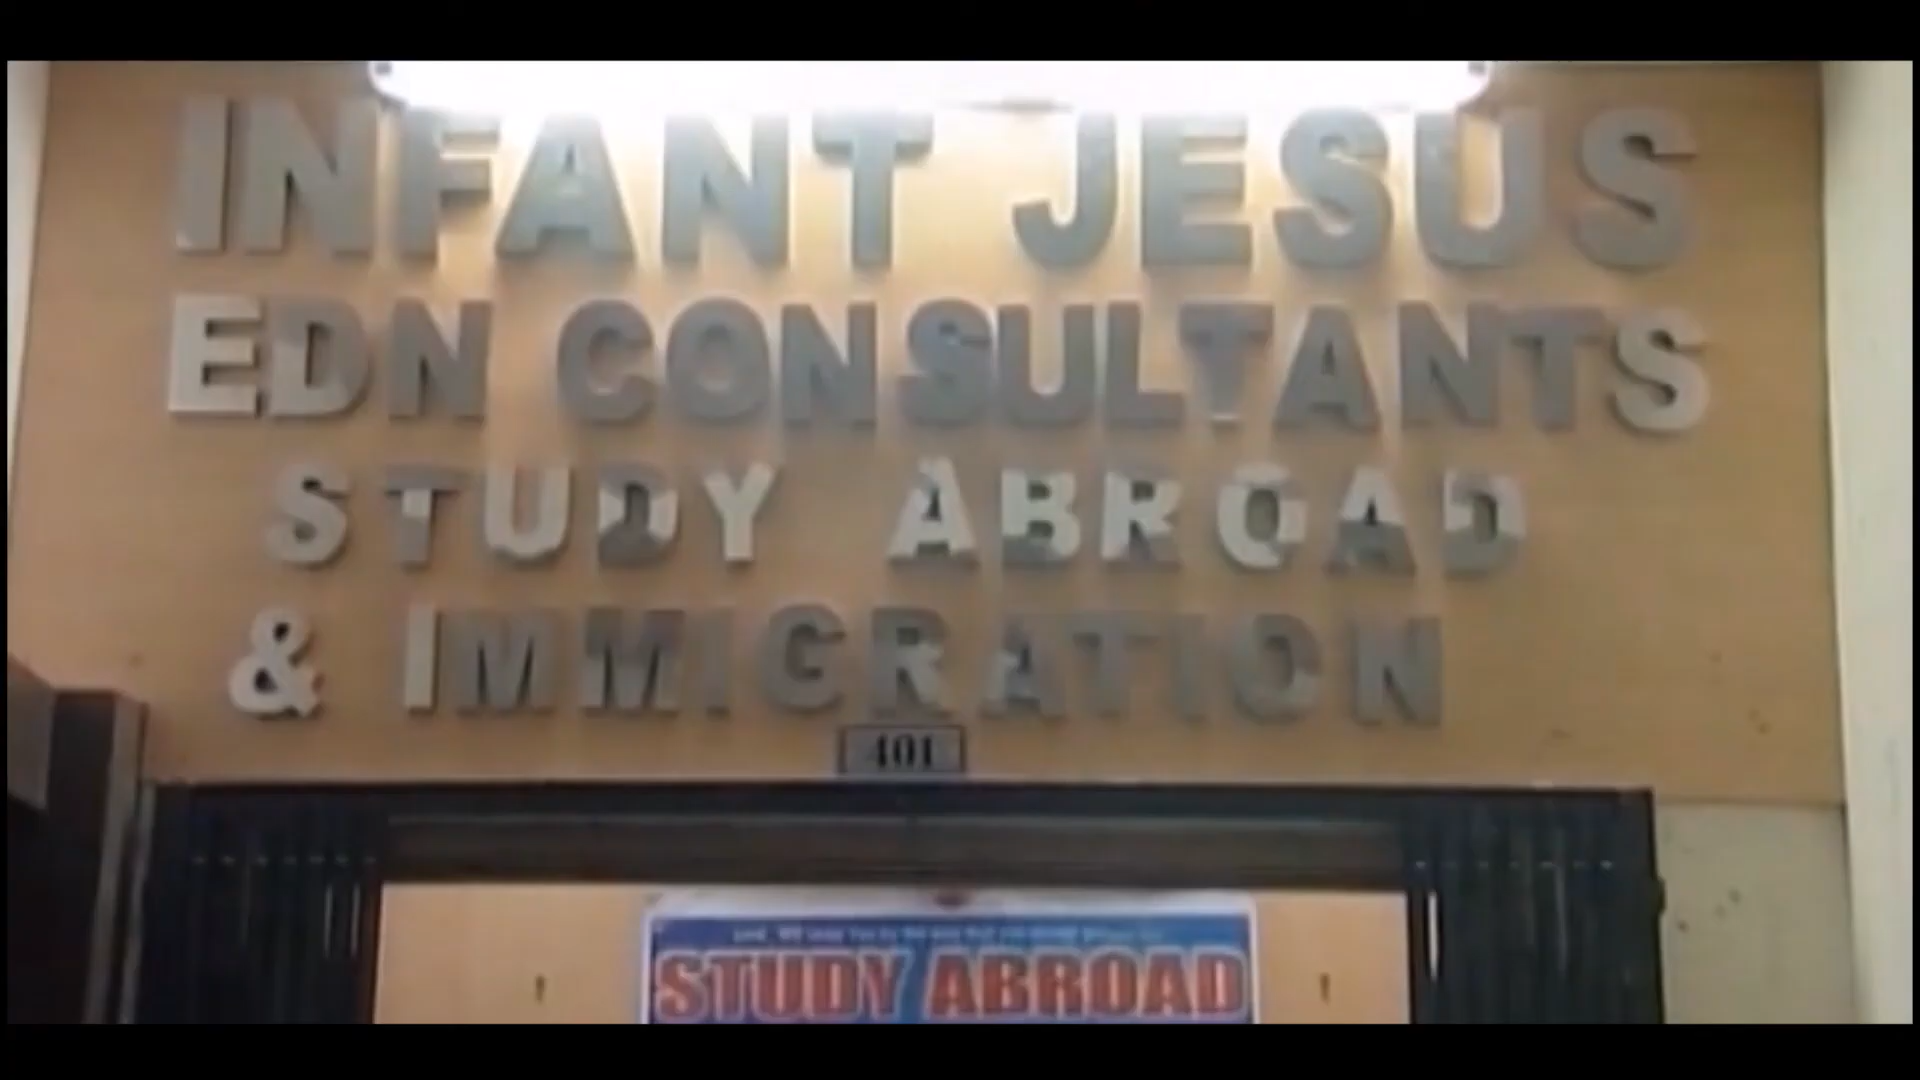 INFANT JESUS
EDN CONSULTANTS
STUDY ABROAD
& IMMIGRATION
401
STUDY ABROAD